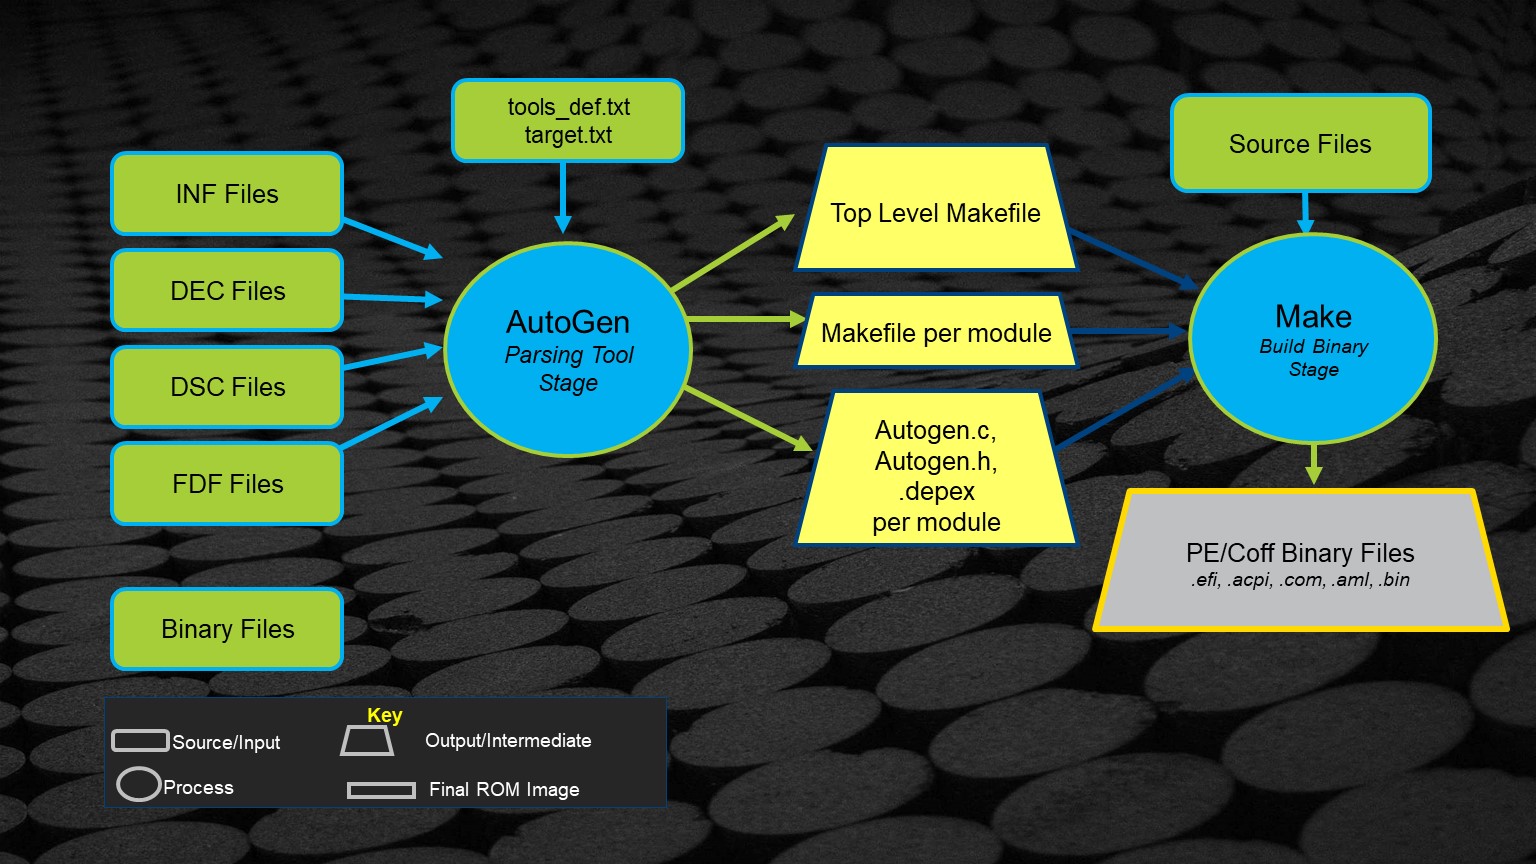 tools_def.txt
target.txt
Source Files
INF Files
DEC Files
DSC Files
FDF Files
Binary Files
AutoGen
Parsing Tool
Stage
Top Level Makefile
Makefile per module
Autogen.c,
Autogen.h,
.depex
per module
Make
Build Binary
Stage
PE/Coff Binary Files
.efi, .acpi, .com, .aml, .bin
Key
Source/Input
Output/Intermediate
Process
Final ROM Image